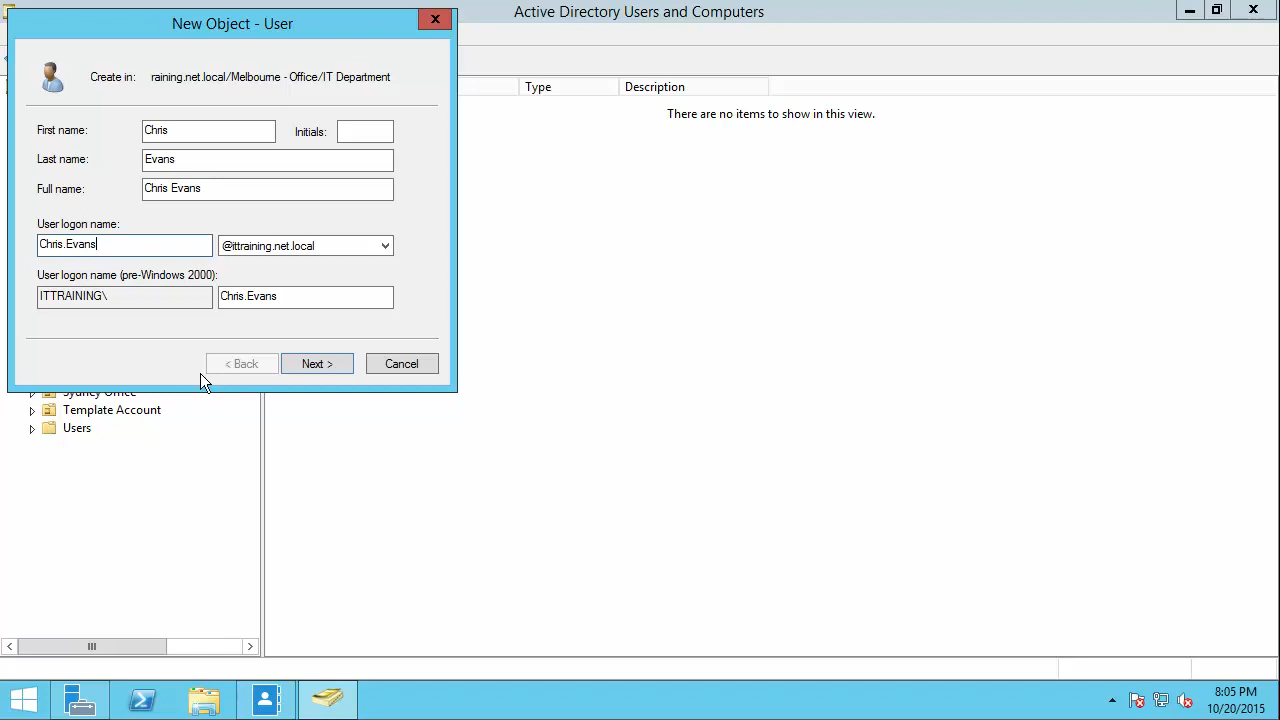 Active Directory Users and Computers
New Object - User
Create in: raining.net.local/Melbourne - Office/IT Department
Type Description
There are no items to show in this view.
First name: Chris Initials:
Last name: Evans
Full name: Chris Evans
User logon name:
Chris.Evans @ittraining.net.local
User logon name (pre-Windows 2000):
ITTRAINING\ Chris.Evans
< Back Next > Cancel
Sydney Office
Template Account
Users
8:05 PM
10/20/2015